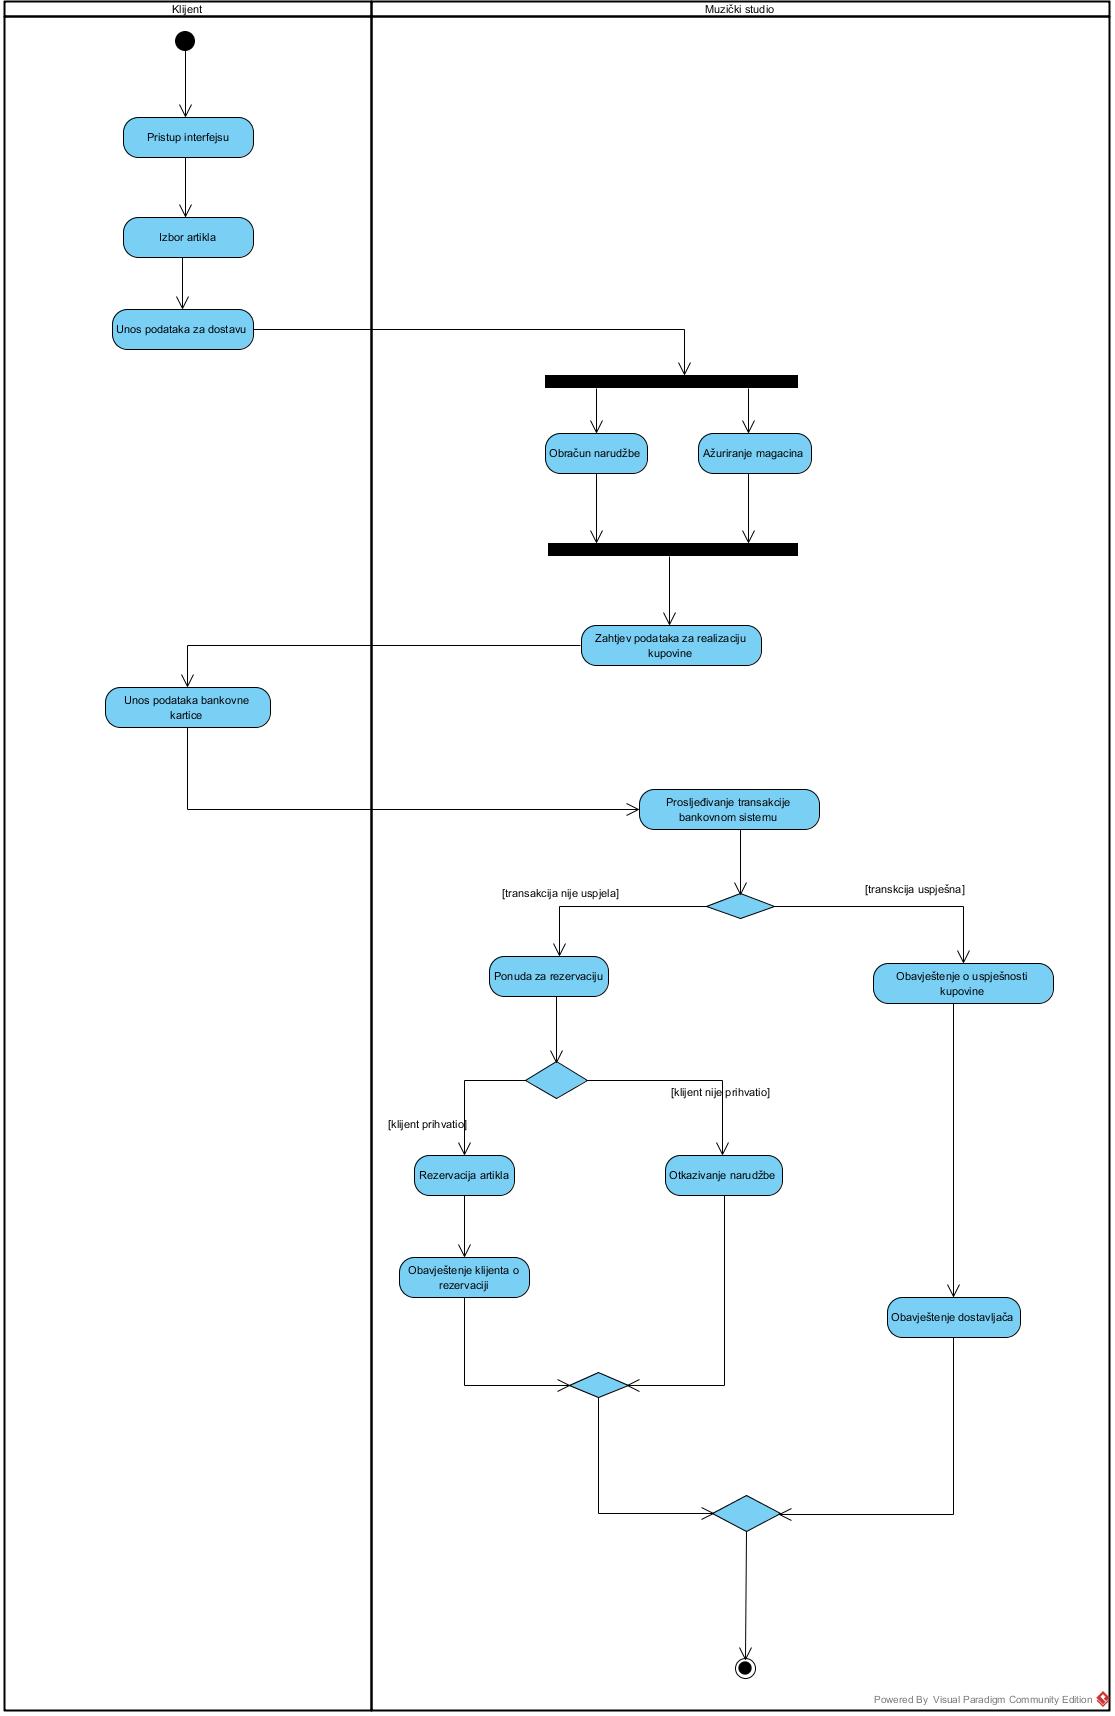 Klijent
Muzički studio
Pristup interfejsu
Izbor artikla
Unos podataka za dostavu
Obračun narudžbe
Ažuriranje magacina
Zahtjev podataka za realizaciju
kupovine
Unos podataka bankovne
kartice
Prosljeđivanje transakcije
bankovnom sistemu
[transakcija nije uspjela]
[transkcija uspješna]
Ponuda za rezervaciju
Obavještenje o uspješnosti
kupovine
[klijent nije prihvatio]
[klijent prihvatio]
Rezervacija artikla
Otkazivanje narudžbe
Obavještenje klijenta o
rezervaciji
Obavještenje dostavljača
Powered By Visual Paradigm Community Edition